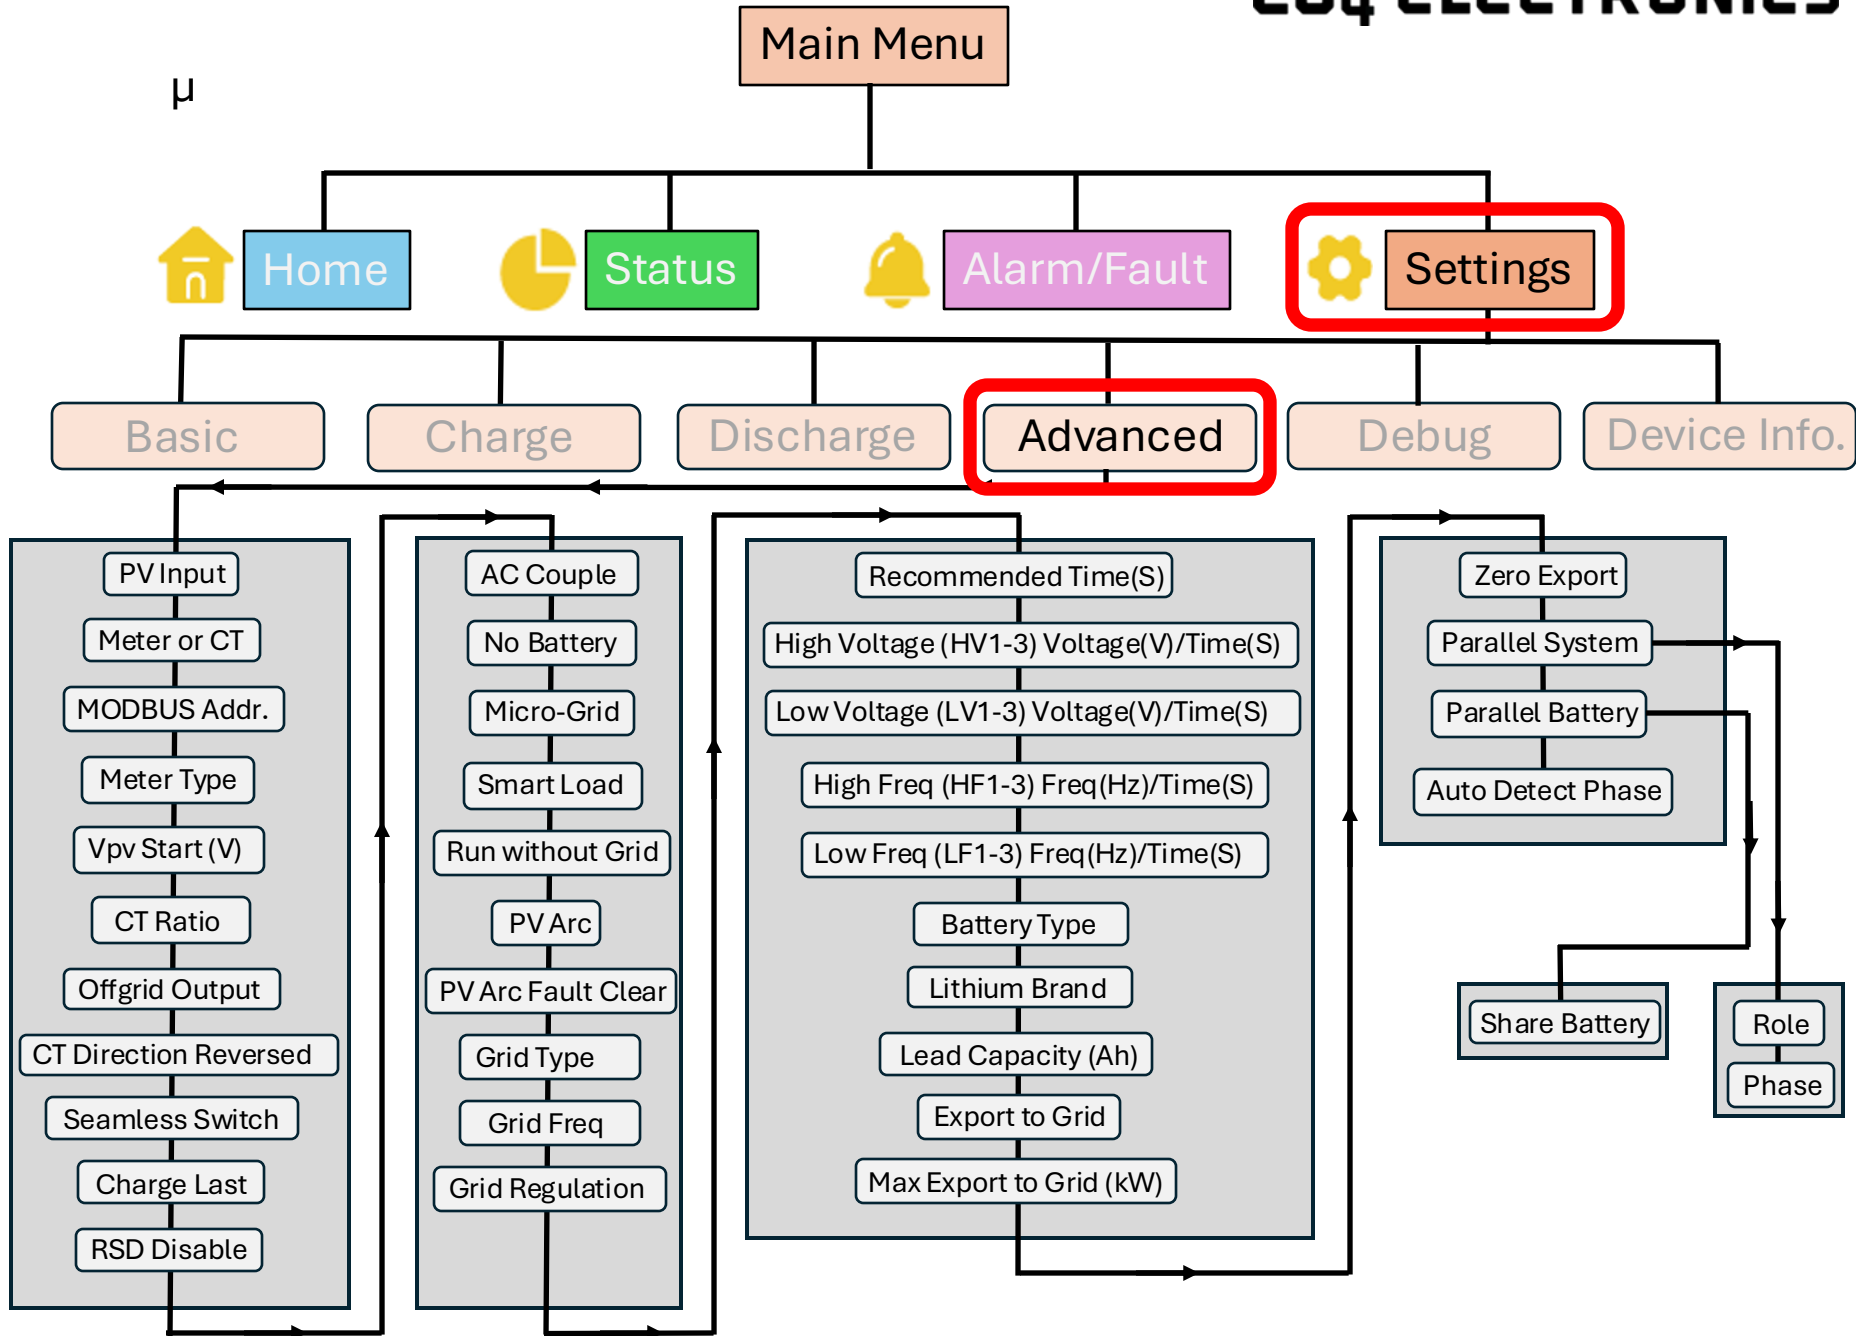 ELECTRONICS
Main Menu
µ
Home
Status
Alarm/Fault
Settings
Basic
Charge
Discharge
Advanced
Debug
Device Info.
PV Input
Meter or CT
MODBUS Addr.
Meter Type
Vpv Start (V)
CT Ratio
Offgrid Output
CT Direction Reversed
Seamless Switch
Charge Last
RSD Disable
AC Couple
No Battery
Micro-Grid
Smart Load
Run without Grid
PV Arc
PV Arc Fault Clear
Grid Type
Grid Freq
Grid Regulation
Recommended Time(S)
High Voltage (HV1-3) Voltage(V)/Time(S)
Low Voltage (LV1-3) Voltage(V)/Time(S)
High Freq (HF1-3) Freq(Hz)/Time(S)
Low Freq (LF1-3) Freq(Hz)/Time(S)
Battery Type
Lithium Brand
Lead Capacity (Ah)
Export to Grid
Max Export to Grid (kW)
Zero Export
Parallel System
Parallel Battery
Auto Detect Phase
Share Battery
Role
Phase